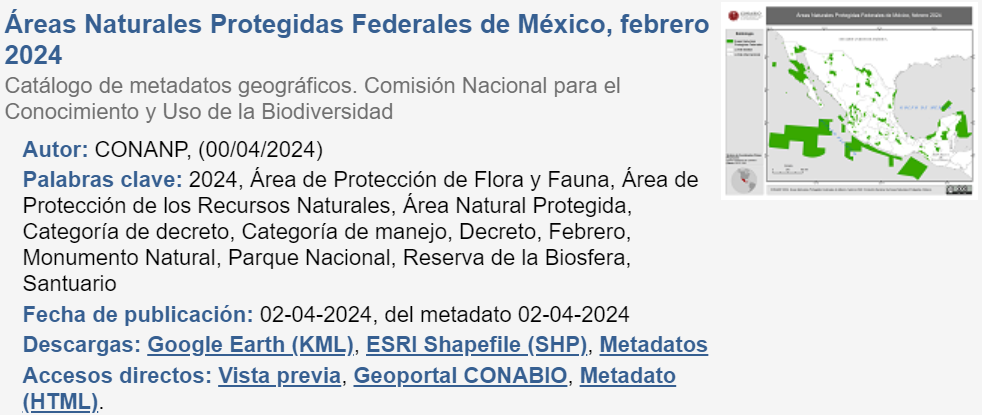 Áreas Naturales Protegidas Federales de México, febrero
2024
Catálogo de metadatos geográficos. Comisión Nacional para el
Conocimiento y Uso de la Biodiversidad
Autor: CONANP, (00/04/2024)
Palabras clave: 2024, Área de Protección de Flora y Fauna, Área de
Protección de los Recursos Naturales, Área Natural Protegida,
Categoría de decreto, Categoría de manejo, Decreto, Febrero,
Monumento Natural, Parque Nacional, Reserva de la Biosfera,
Santuario
Fecha de publicación: 02-04-2024, del metadato 02-04-2024
Descargas: Google Earth (KML), ESRI Shapefile (SHP), Metadatos
Accesos directos: Vista previa, Geoportal CONABIO, Metadato
(HTML).
Áreas Naturales Protegidas Federales de México, febrero 2024